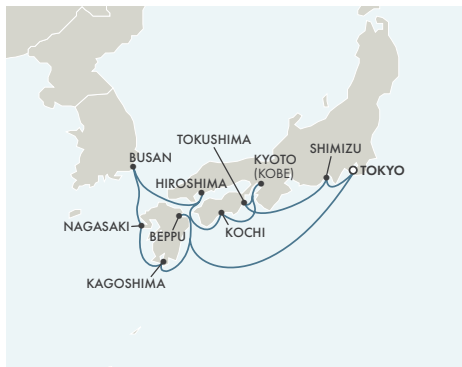 TOKUSHIMA
SHIMIZU
BUSAN
KYOTO
(KOBE)
TOKYO
HIROSHIMA
NAGASAKI
BEPPU
KOCHI
KAGOSHIMA